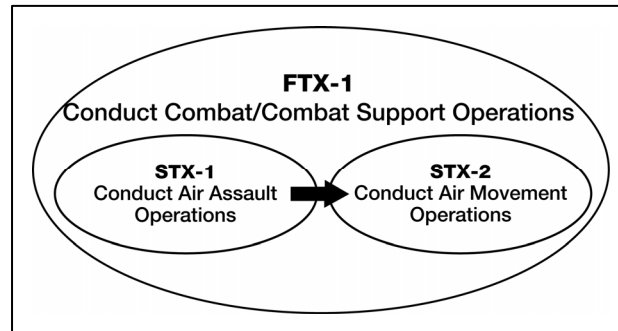 FTX-1
Conduct Combat/Combat Support Operations
STX-1
Conduct Air Assault
Operations
STX-2
Conduct Air Movement
Operations